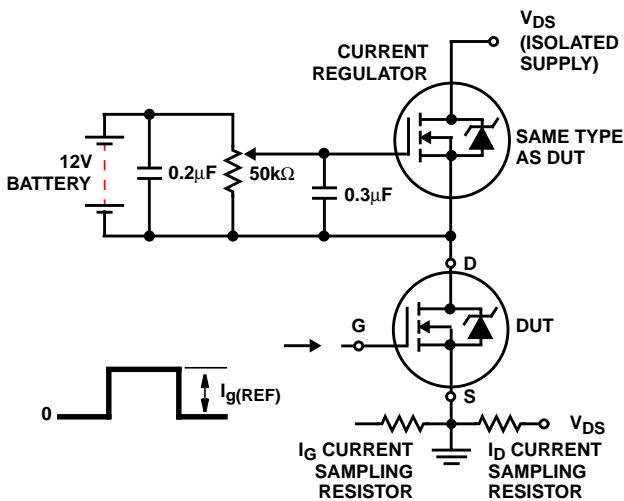 V_DS
(ISOLATED
SUPPLY)
CURRENT
REGULATOR
SAME TYPE
AS DUT
12V
BATTERY
0.2μF
50kΩ
0.3μF
D
DUT
G
I_g(REF)
0
S
V_DS
I_G CURRENT
SAMPLING
RESISTOR
I_D CURRENT
SAMPLING
RESISTOR